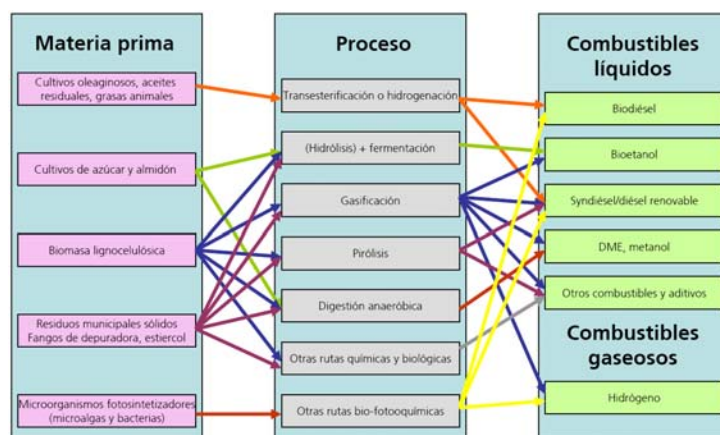 Materia prima
Cultivos oleaginosos, aceites
residuales, grasas animales
Cultivos de azúcar y almidón
Biomasa lignocelulósica
Residuos municipales sólidos
Fangos de depuradora, estiercol
Microorganismos fotosintetizadores
(microalgas y bacterias)
Proceso
Transesterificación o hidrogenación
(Hidrólisis) + fermentación
Gasificación
Pirólisis
Digestión anaeróbica
Otras rutas químicas y biológicas
Otras rutas bio-fotooquímicas
Combustibles
líquidos
Biodiésel
Bioetanol
Syndiésel/diésel renovable
DME, metanol
Otros combustibles y aditivos
Combustibles
gaseosos
Hidrógeno